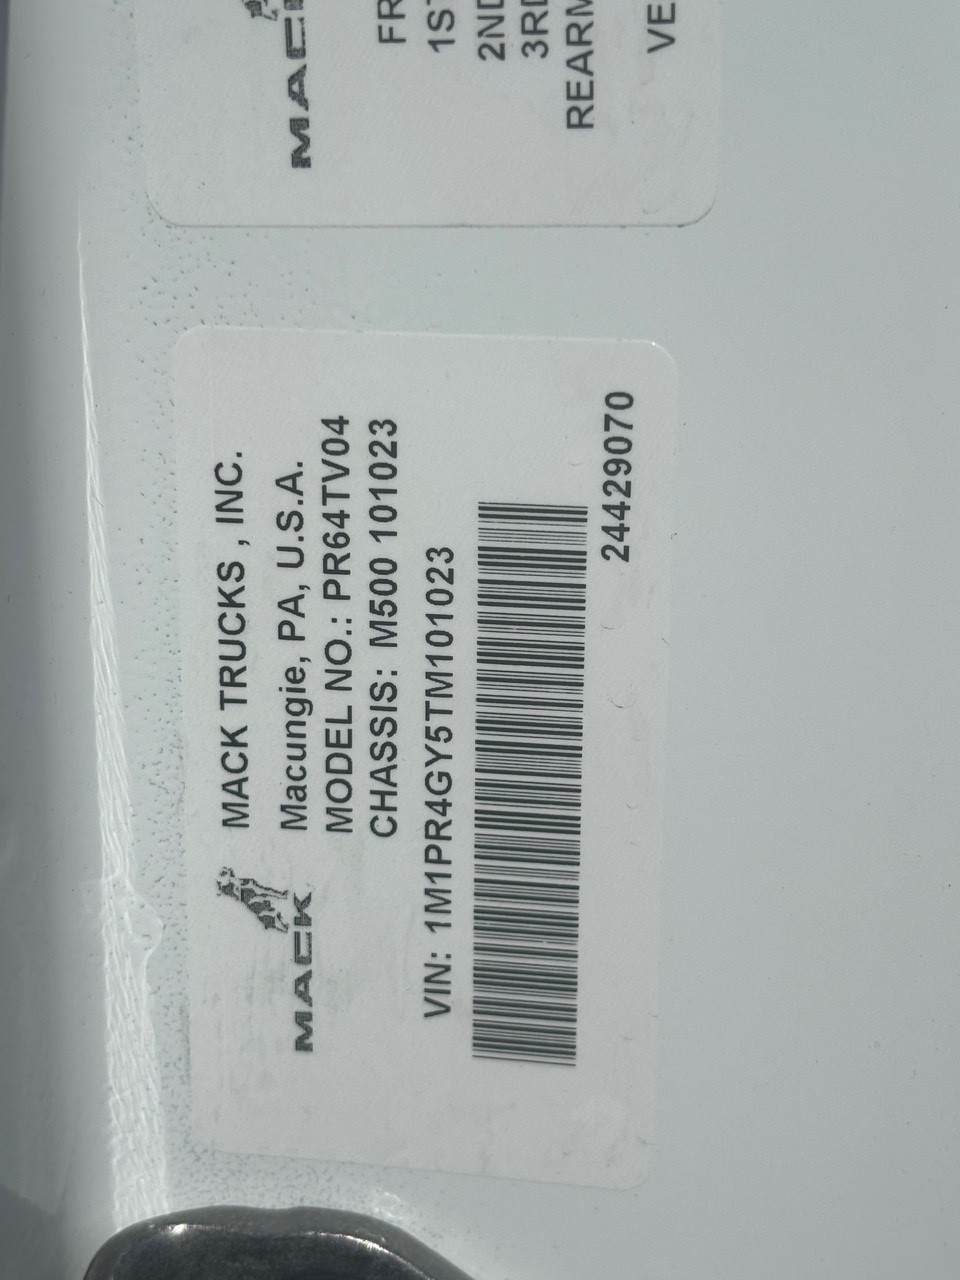 MACK TRUCKS , INC.
Macungie, PA, U.S.A.
MODEL NO.: PR64TV04
CHASSIS: M500 101023
MACK
VIN: 1M1PR4GY5TM101023
24429070
MACK
FR
1ST
2ND
3RD
REARM
VE